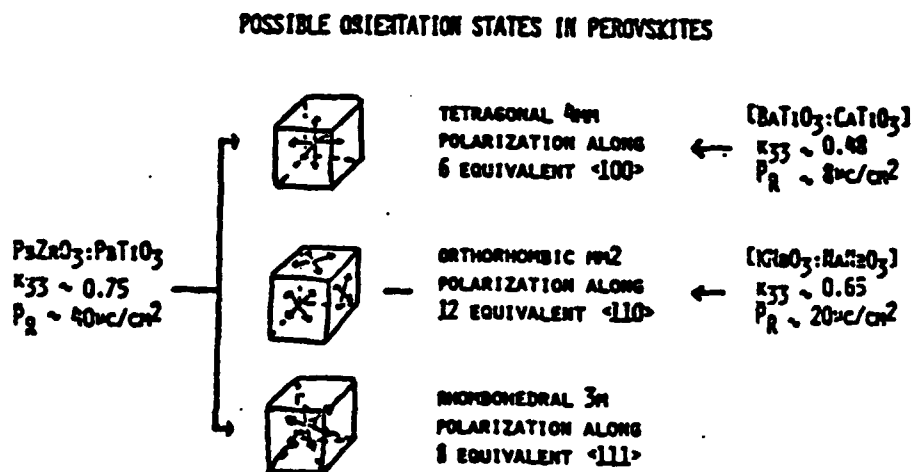 POSSIBLE ORIENTATION STATES IN PEROVSKITES
TETRAGONAL 4MM
POLARIZATION ALONG
6 EQUIVALENT <100>
[BATIO3:CATIO3]
K33 ~ 0.48
PR ~ 8μC/CM2
PBZRO3:PBTIO3
K33 ~ 0.75
PR ~ 40μC/CM2
ORTHORHOMBIC MM2
POLARIZATION ALONG
12 EQUIVALENT <110>
[KNBO3:NANBO3]
K33 ~ 0.65
PR ~ 20μC/CM2
RHOMBOHEDRAL 3M
POLARIZATION ALONG
8 EQUIVALENT <111>